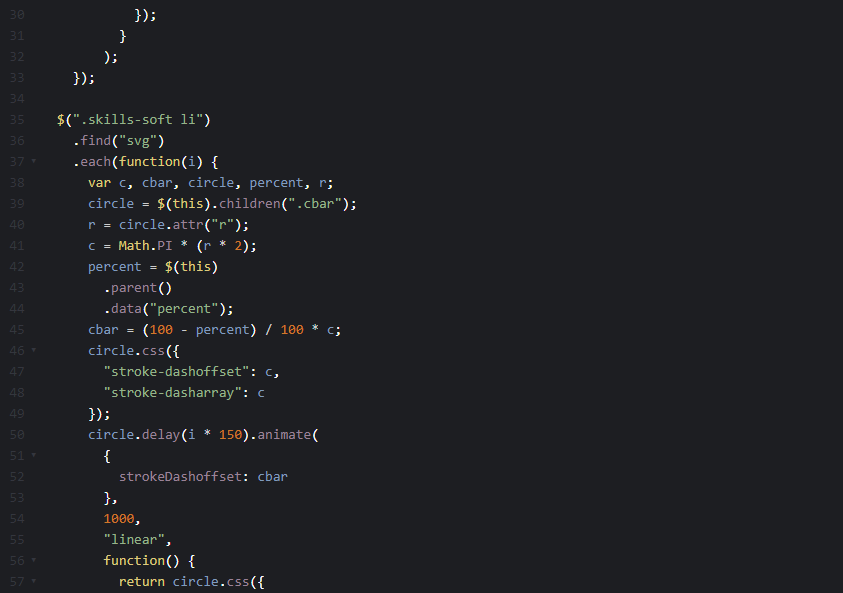 30 });
31 }
32 );
33 });
34
35 $(".skills-soft li")
36 .find("svg")
37 .each(function(i) {
38 var c, cbar, circle, percent, r;
39 circle = $(this).children(".cbar");
40 r = circle.attr("r");
41 c = Math.PI * (r * 2);
42 percent = $(this)
43 .parent()
44 .data("percent");
45 cbar = (100 - percent) / 100 * c;
46 circle.css({
47 "stroke-dashoffset": c,
48 "stroke-dasharray": c
49 });
50 circle.delay(i * 150).animate(
51 {
52 strokeDashoffset: cbar
53 },
54 1000,
55 "linear",
56 function() {
57 return circle.css({